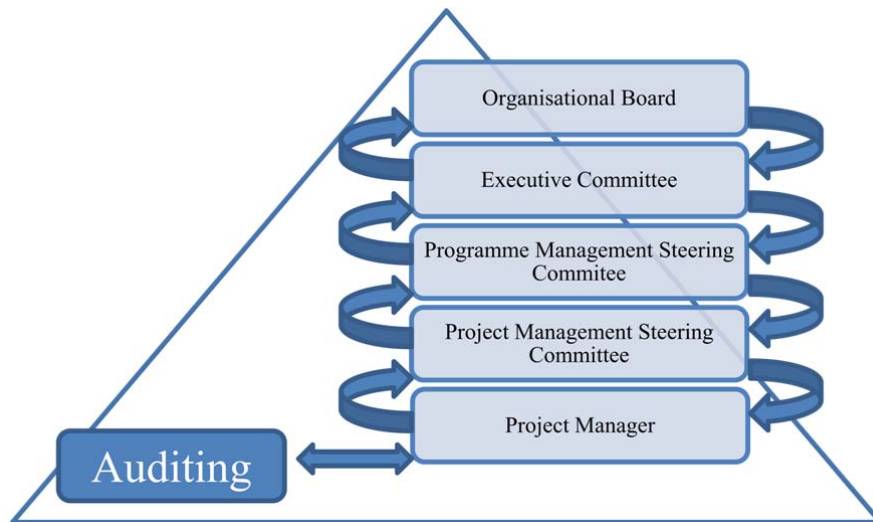 Organisational Board
Executive Committee
Programme Management Steering
Commitee
Project Management Steering
Committee
Project Manager
Auditing